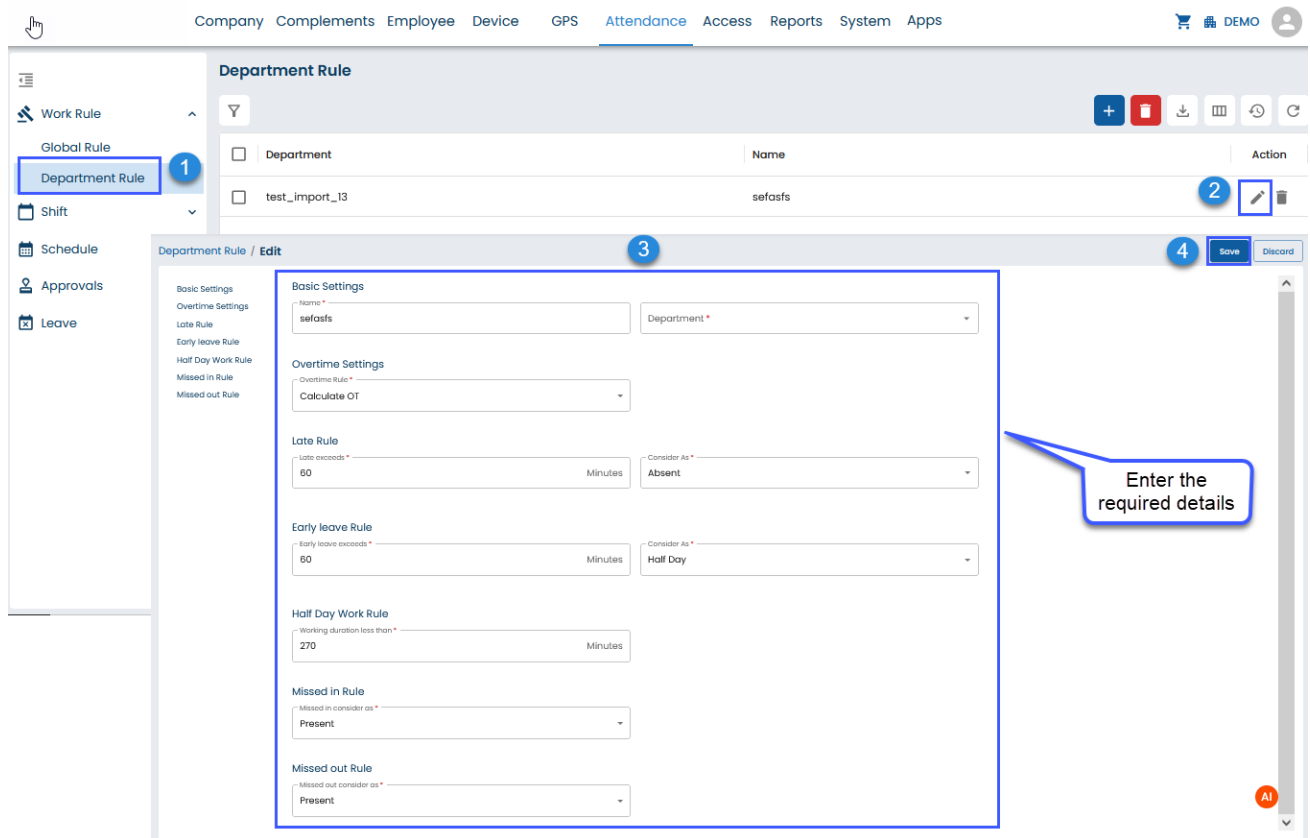 Company Complements Employee Device GPS Attendance Access Reports System Apps DEMO
Department Rule
Work Rule
Global Rule
Department Rule
1
Shift
Schedule
Approvals
Leave
Department Name Action
test_import_13 sefasfs 2
Department Rule / Edit 3 4 Save Discard
Basic Settings
Overtime Settings
Late Rule
Early leave Rule
Half Day Work Rule
Missed in Rule
Missed out Rule
Basic Settings
Name *
sefasfs
Department *
Overtime Settings
Overtime Rule *
Calculate OT
Late Rule
Late exceeds *
60 Minutes
Consider As *
Absent
Early leave Rule
Early leave exceeds *
60 Minutes
Consider As *
Half Day
Half Day Work Rule
Working duration less than *
270 Minutes
Missed in Rule
Missed in consider as *
Present
Missed out Rule
Missed out consider as *
Present
Enter the
required details
AI